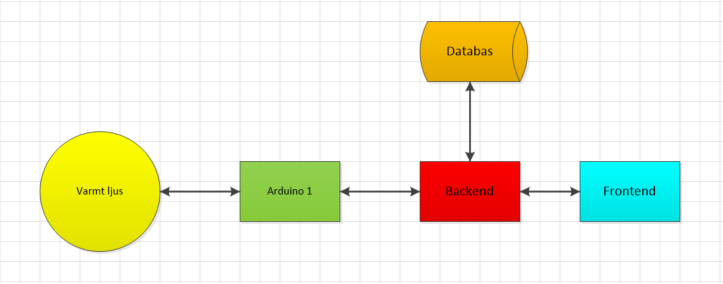 Databas
Varmt ljus
Arduino 1
Backend
Frontend